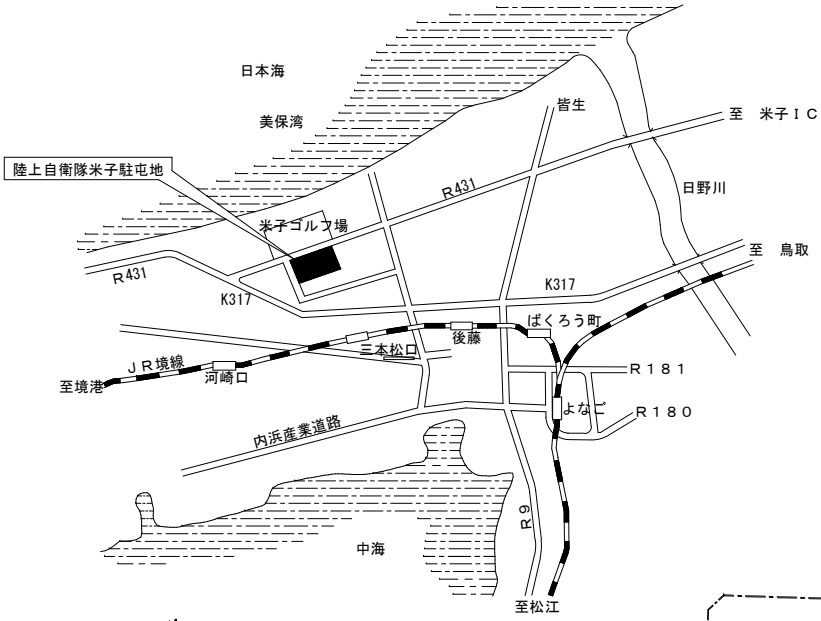 日本海
美保湾
皆生
至　米子ＩＣ
陸上自衛隊米子駐屯地
R431
日野川
米子ゴルフ場
至　鳥取
R431
K317
K317
ばくろう町
後藤
三本松口
ＪＲ境線
河崎口
至境港
Ｒ１８１
よなご
Ｒ１８０
内浜産業道路
R9
中海
至松江